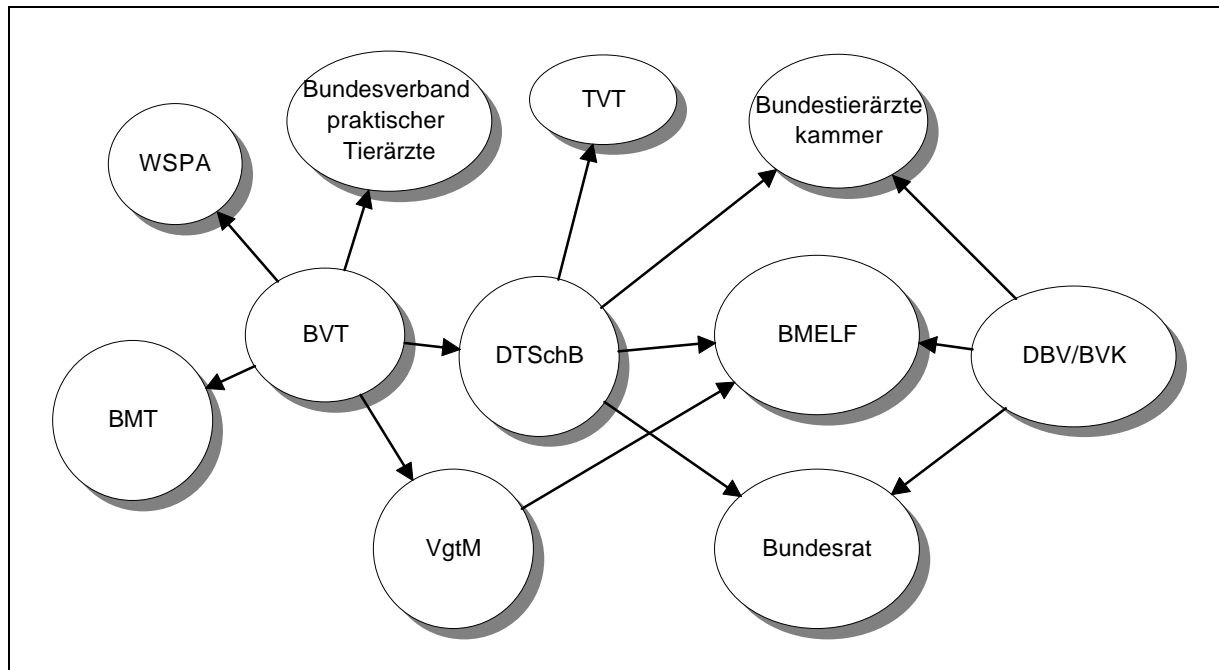 Bundesverband
praktischer
Tierärzte
TVT
Bundestierärzte
kammer
WSPA
BVT
DTSchB
BMELF
DBV/BVK
BMT
VgtM
Bundesrat